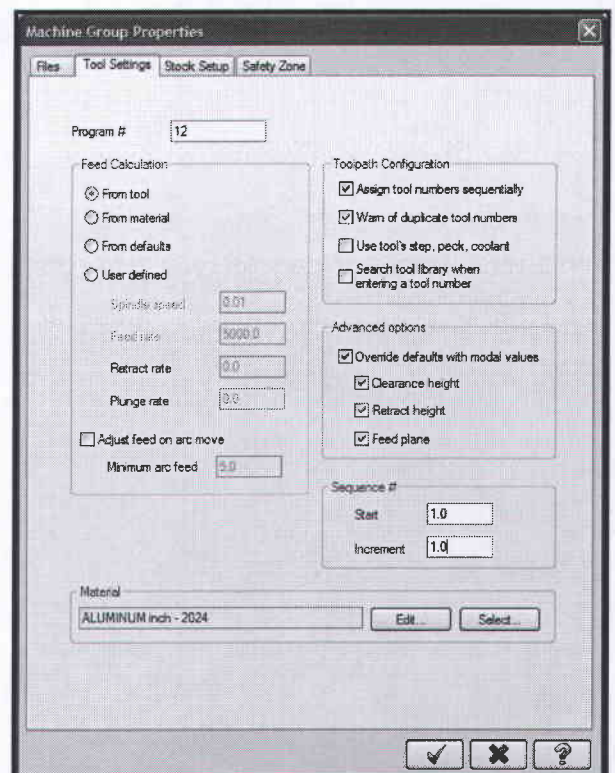 Machine Group Properties
Files Tool Settings Stock Setup Safety Zone
Program # 12
Feed Calculation
From tool
From material
From defaults
User defined
Spindle speed 0.01
Feed rate 5000.0
Retract rate 0.0
Plunge rate 0.0
Adjust feed on arc move
Minimum arc feed 5.0
Toolpath Configuration
Assign tool numbers sequentially
Warn of duplicate tool numbers
Use tool's step, peck, coolant
Search tool library when
entering a tool number
Advanced options
Override defaults with modal values
Clearance height
Retract height
Feed plane
Sequence #
Start 1.0
Increment 1.0
Material
ALUMINUM inch - 2024 Edit... Select...
?